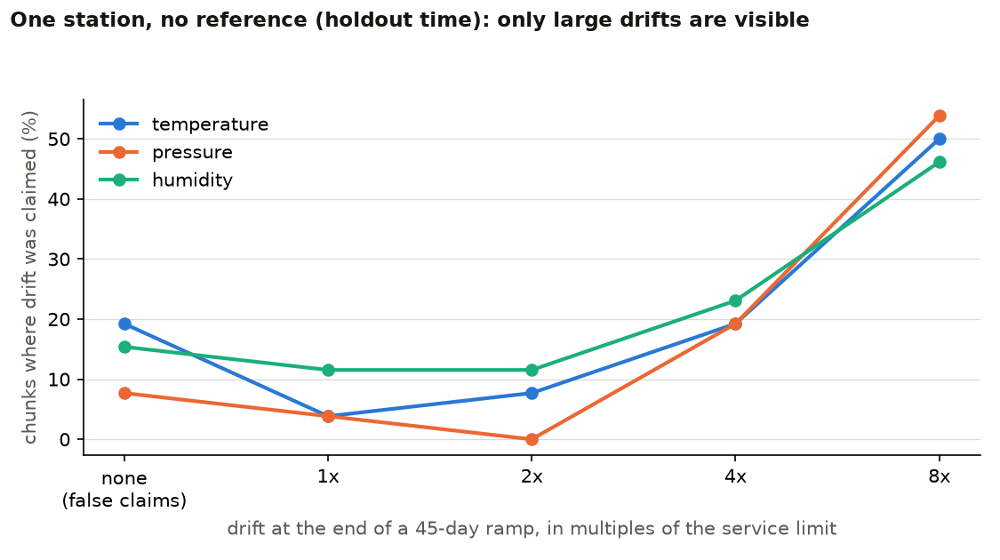 One station, no reference (holdout time): only large drifts are visible
chunks where drift was claimed (%)
temperature
pressure
humidity
50
40
30
20
10
0
none
(false claims)
1x
2x
4x
8x
drift at the end of a 45-day ramp, in multiples of the service limit